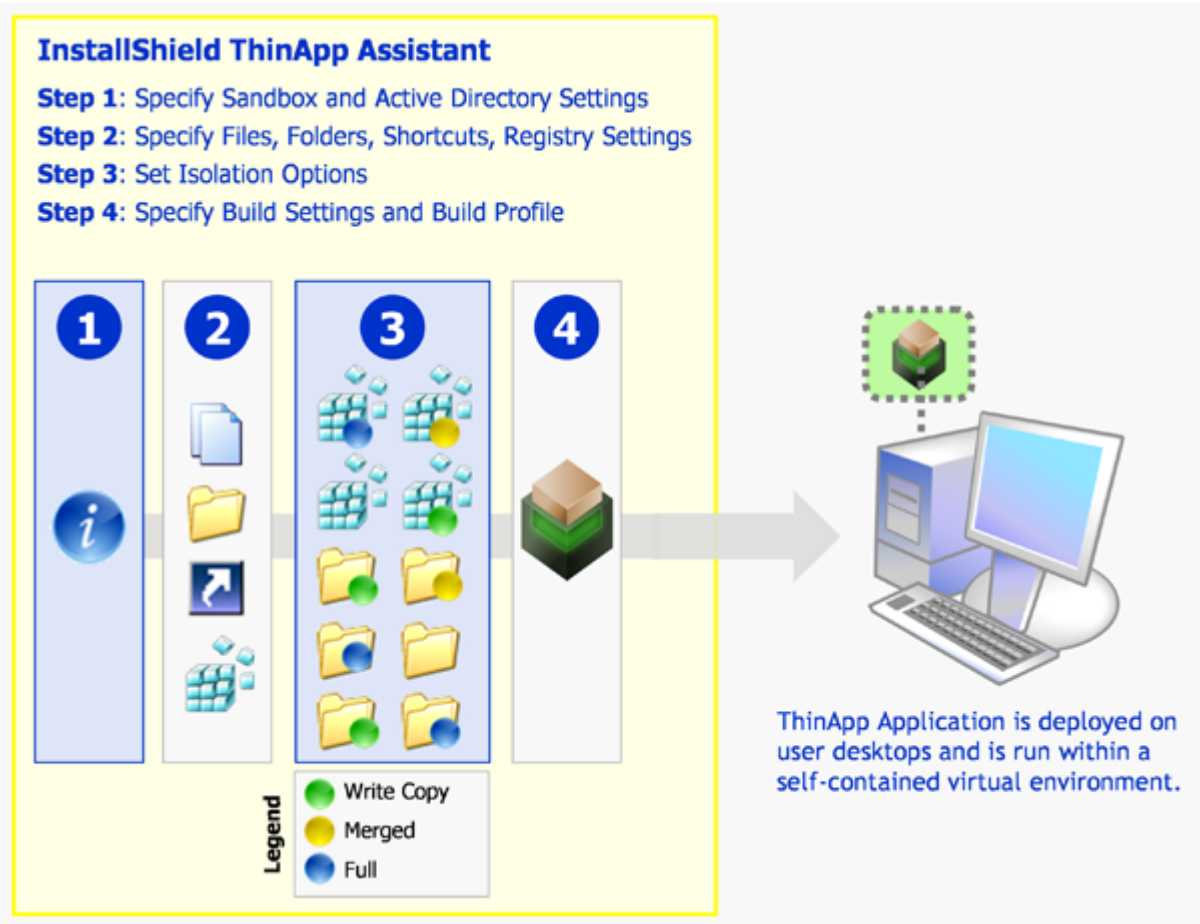 InstallShield ThinApp Assistant
Step 1: Specify Sandbox and Active Directory Settings
Step 2: Specify Files, Folders, Shortcuts, Registry Settings
Step 3: Set Isolation Options
Step 4: Specify Build Settings and Build Profile
1
2
3
4
i
ThinApp Application is deployed on
user desktops and is run within a
self-contained virtual environment.
Legend
Write Copy
Merged
Full